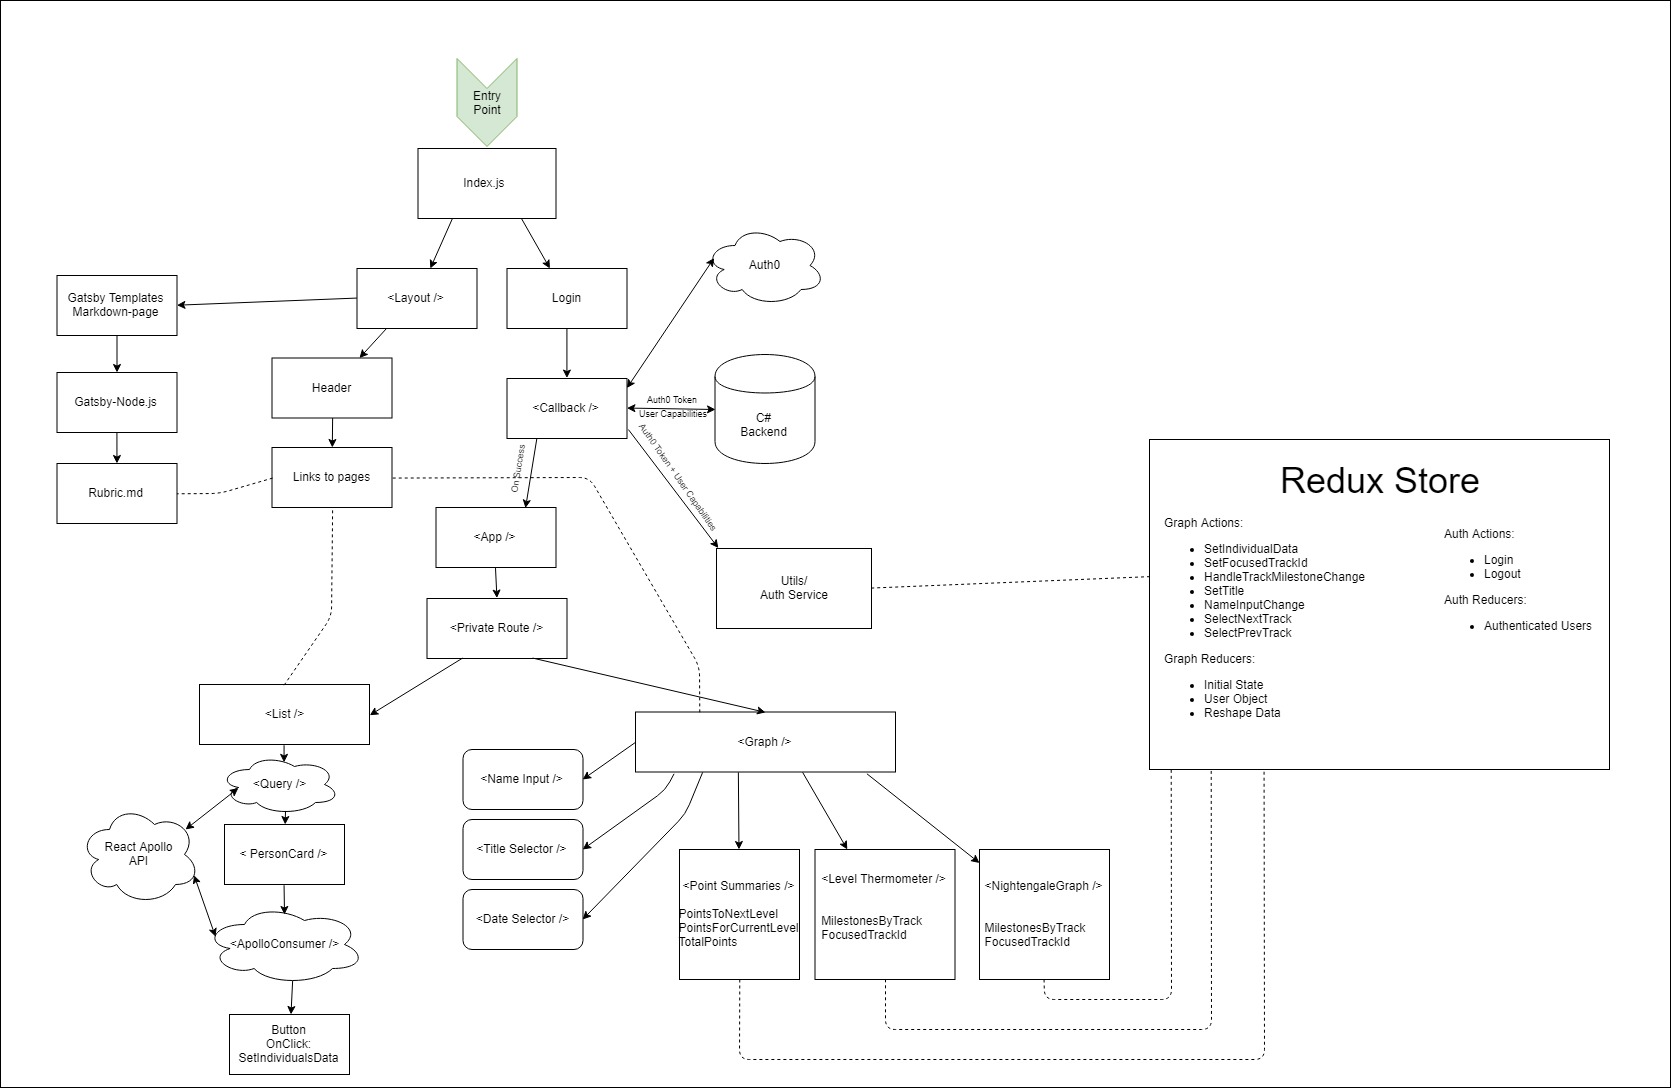 Entry
Point
Index.js
<Layout />
Login
Auth0
Gatsby Templates
Markdown-page
Header
Gatsby-Node.js
<Callback />
Auth0 Token
User Capabilities
C#
Backend
Auth0 Token + User Capabilities
On Success
Rubric.md
Links to pages
<App />
Utils/
Auth Service
<Private Route />
Redux Store
Graph Actions:
SetIndividualData
SetFocusedTrackId
HandleTrackMilestoneChange
SetTitle
NameInputChange
SelectNextTrack
SelectPrevTrack
Graph Reducers:
Initial State
User Object
Reshape Data
Auth Actions:
Login
Logout
Auth Reducers:
Authenticated Users
<List />
<Graph />
<Query />
<Name Input />
React Apollo
API
< PersonCard />
<Title Selector />
<Date Selector />
<ApolloConsumer />
Button
OnClick:
SetIndividualsData
<Point Summaries />
PointsToNextLevel
PointsForCurrentLevel
TotalPoints
<Level Thermometer />
MilestonesByTrack
FocusedTrackId
<NightengaleGraph />
MilestonesByTrack
FocusedTrackId